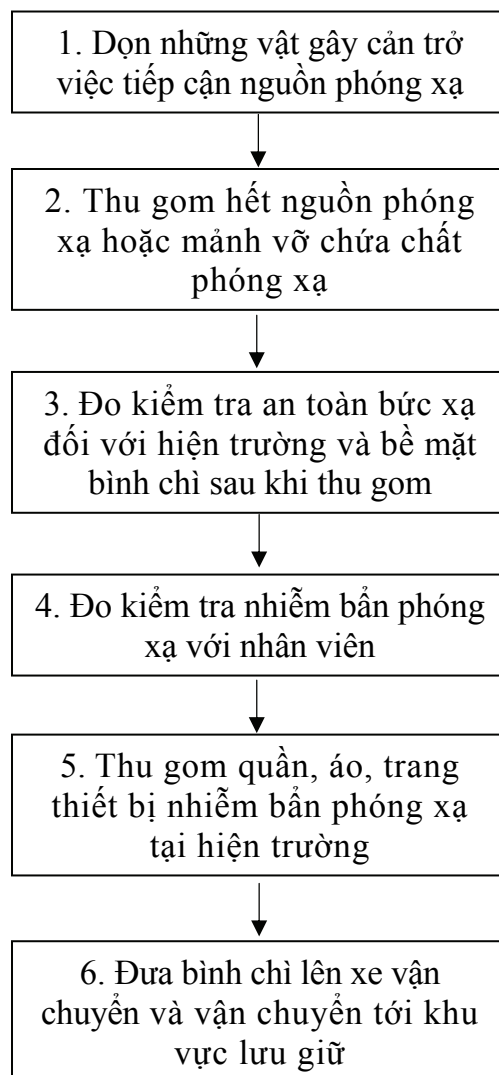 1. Dọn những vật gây cản trở
việc tiếp cận nguồn phóng xạ
2. Thu gom hết nguồn phóng
xạ hoặc mảnh vỡ chứa chất
phóng xạ
3. Đo kiểm tra an toàn bức xạ
đối với hiện trường và bề mặt
bình chì sau khi thu gom
4. Đo kiểm tra nhiễm bẩn phóng
xạ với nhân viên
5. Thu gom quần, áo, trang
thiết bị nhiễm bẩn phóng xạ
tại hiện trường
6. Đưa bình chì lên xe vận
chuyển và vận chuyển tới khu
vực lưu giữ